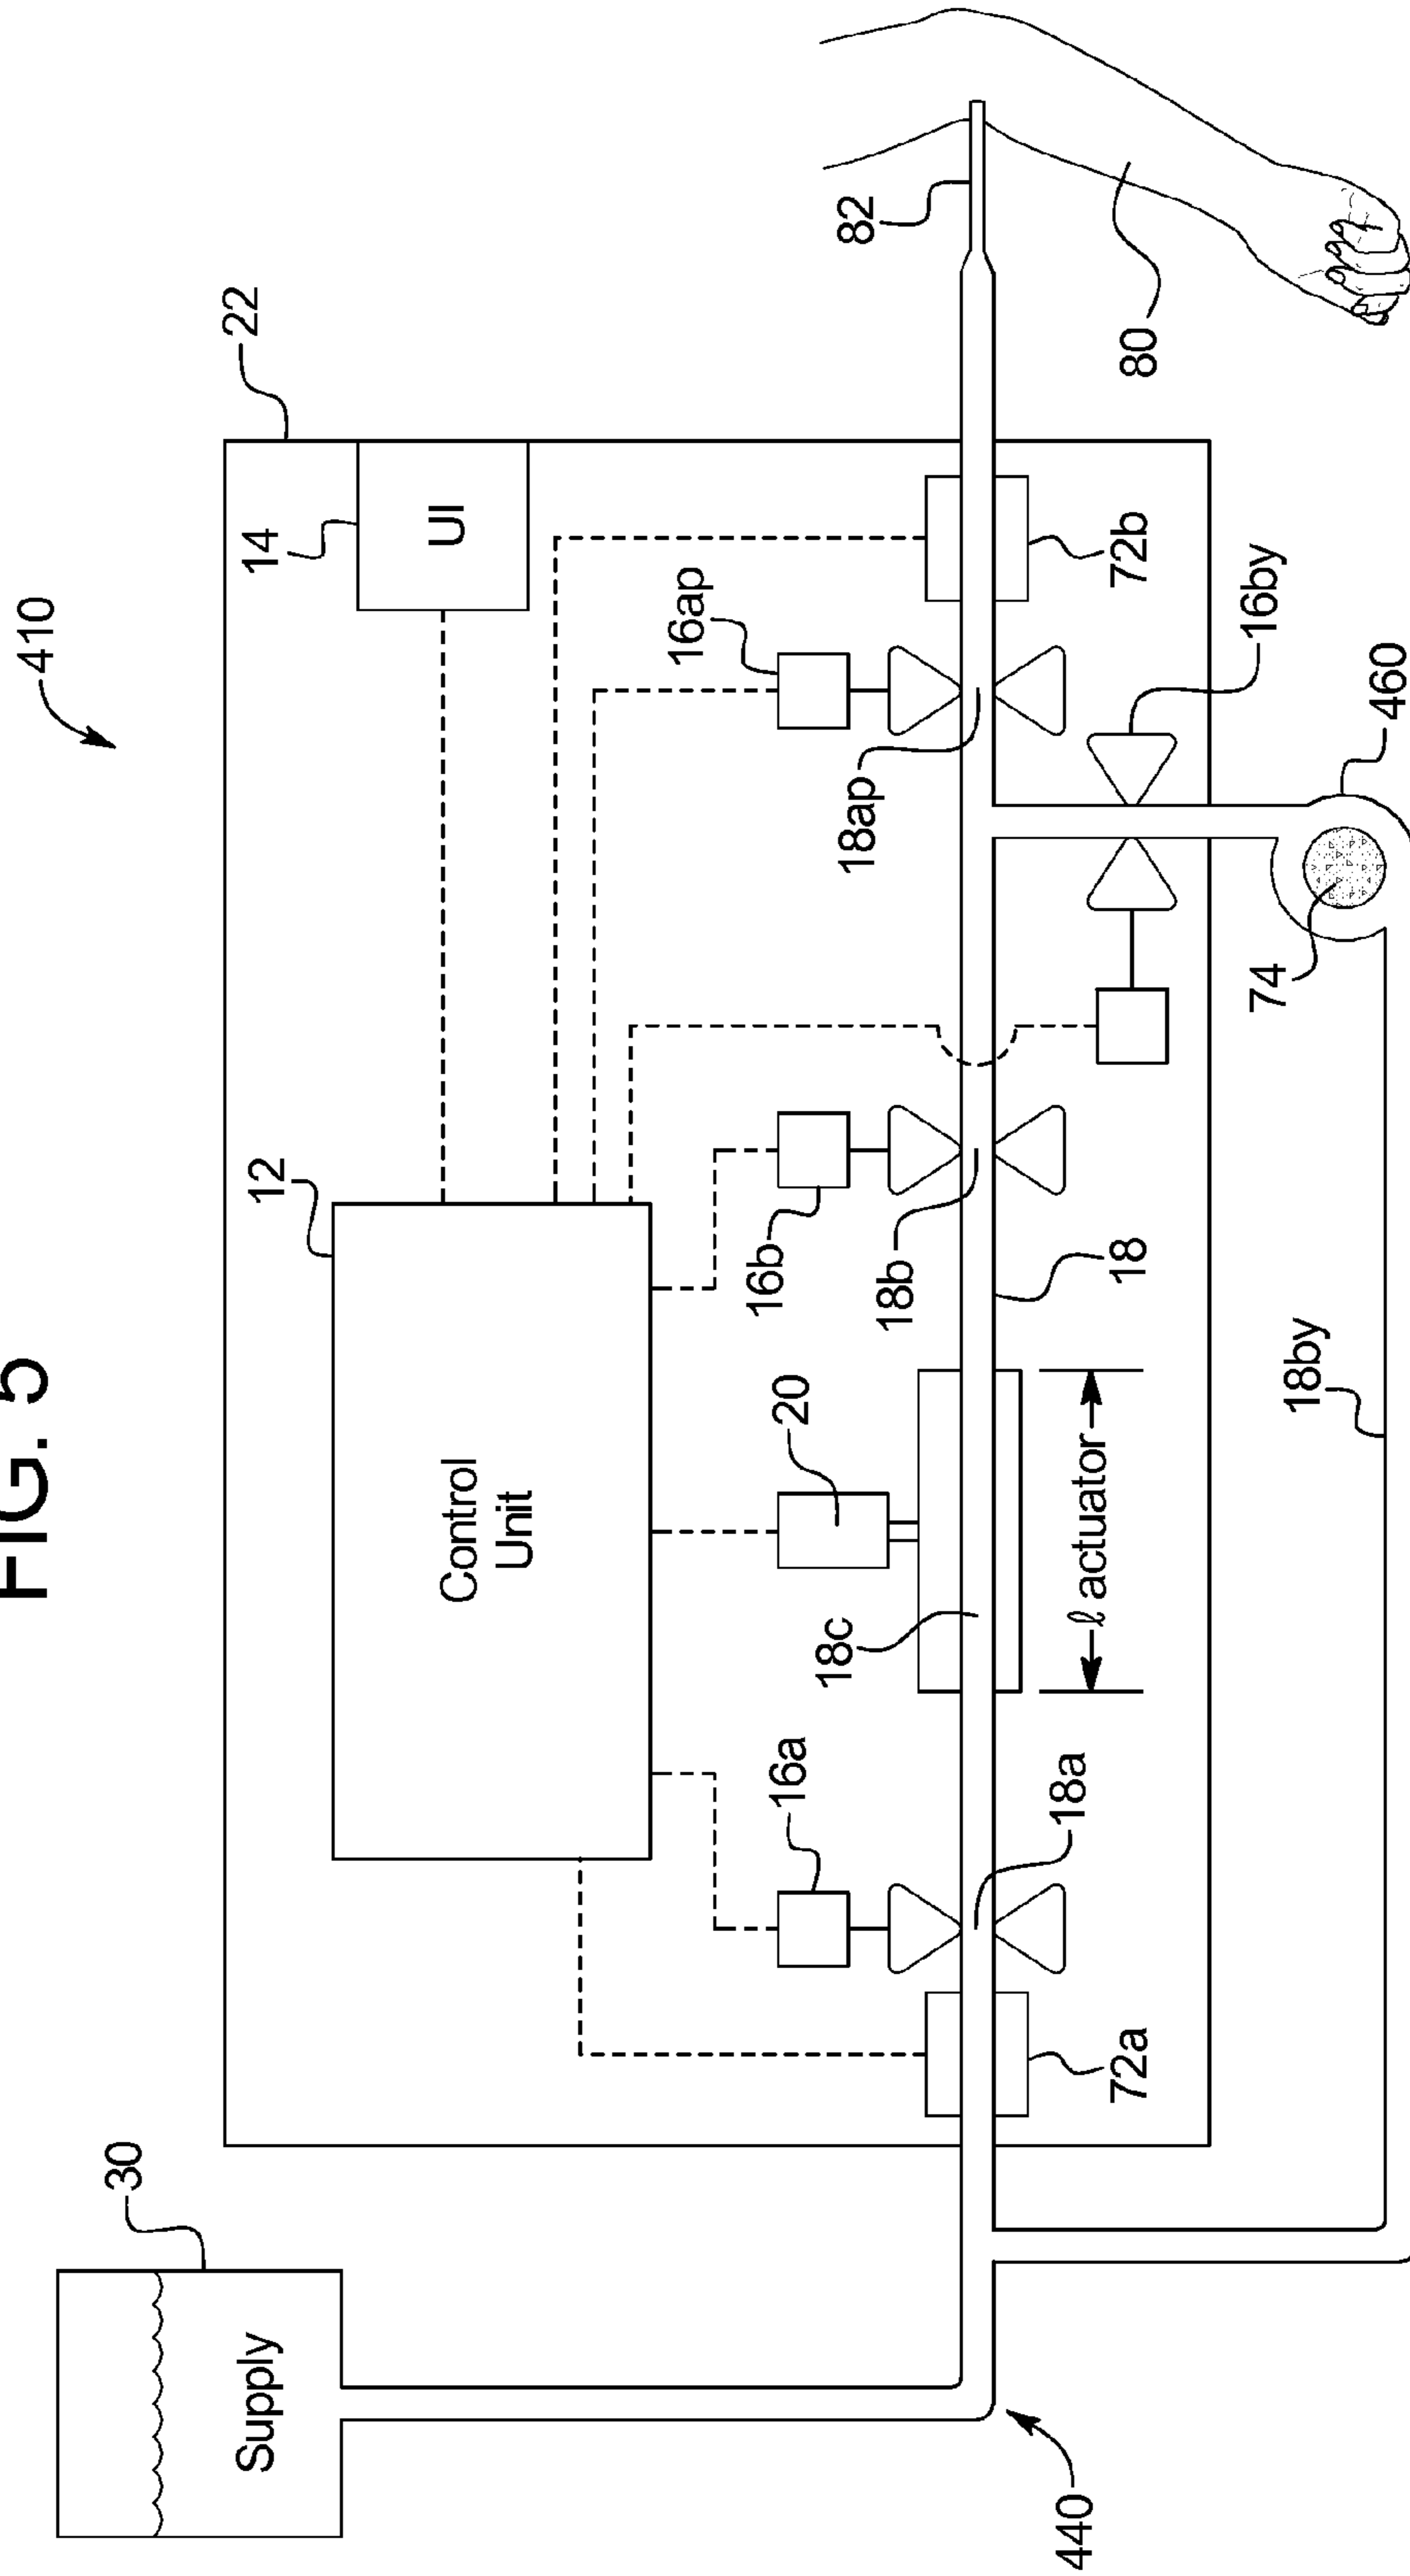 FIG. 5
410
30
Supply
22
12
Control
Unit
14
UI
16a
20
16b
16ap
82
18c
18b
18ap
72a
18a
ℓ actuator
18
72b
80
16by
440
18by
74
460